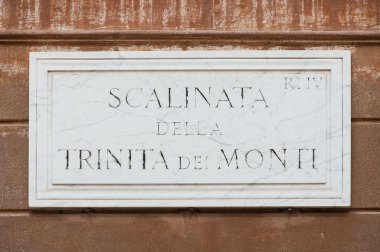 R. IV
SCALINATA
DELLA
TRINITA DEI MONTI